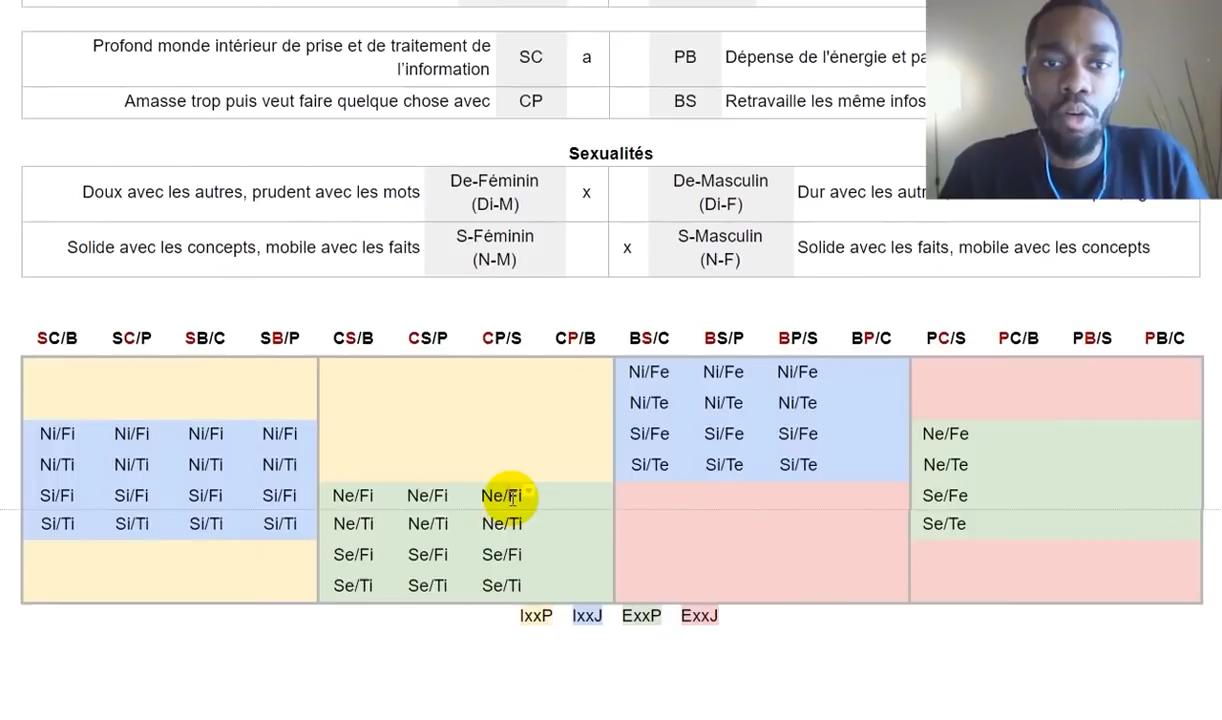 Profond monde intérieur de prise et de traitement de
l'information
SC a PB Dépense de l'énergie et
Amasse trop puis veut faire quelque chose avec CP BS Retravaille les même infos
Sexualités
Doux avec les autres, prudent avec les mots De-Féminin (Di-M) x De-Masculin (Di-F) Dur avec les
Solide avec les concepts, mobile avec les faits S-Féminin (N-M) x S-Masculin (N-F) Solide avec les faits, mobile avec les concepts
SC/B SC/P SB/C SB/P CS/B CS/P CP/S CP/B BS/C BS/P BP/S BP/C PC/S PC/B PB/S PB/C
Ni/Fe Ni/Fe Ni/Fe
Ni/Te Ni/Te Ni/Te
Ni/Fi Ni/Fi Ni/Fi Ni/Fi Si/Fe Si/Fe Si/Fe Ne/Fe
Ni/Ti Ni/Ti Ni/Ti Ni/Ti Si/Te Si/Te Si/Te Ne/Te
Si/Fi Si/Fi Si/Fi Si/Fi Ne/Fi Ne/Fi Ne/Fi Se/Fe
Si/Ti Si/Ti Si/Ti Si/Ti Ne/Ti Ne/Ti Ne/Ti Se/Te
Se/Fi Se/Fi Se/Fi
Se/Ti Se/Ti Se/Ti
IxxP IxxJ ExxP ExxJ